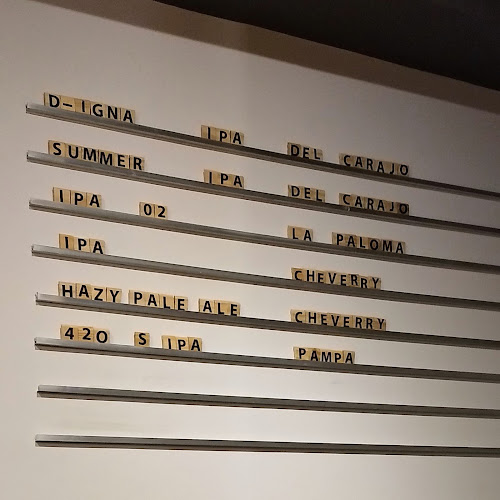 D-IGNA IPA DEL CARAJO
SUMMER IPA DEL CARAJO
IPA 02 LA PALOMA
IPA CHEVERRY
HAZY PALE ALE CHEVERRY
420 S IPA PAMPA